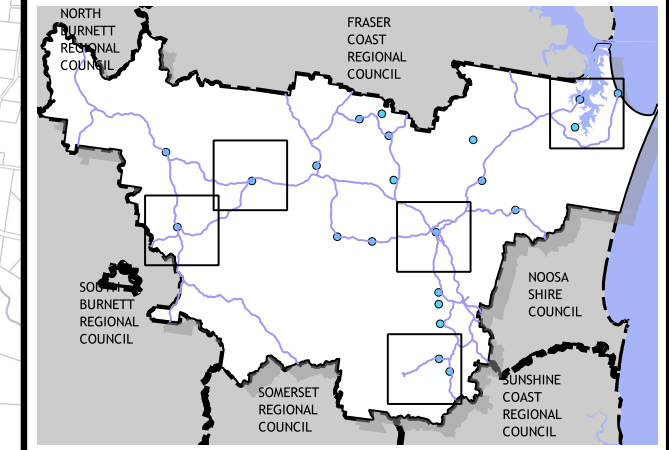 NORTH
BURNETT
REGIONAL
COUNCIL
FRASER
COAST
REGIONAL
COUNCIL
SOUTH
BURNETT
REGIONAL
COUNCIL
NOOSA
SHIRE
COUNCIL
SOMERSET
REGIONAL
COUNCIL
SUNSHINE
COAST
REGIONAL
COUNCIL